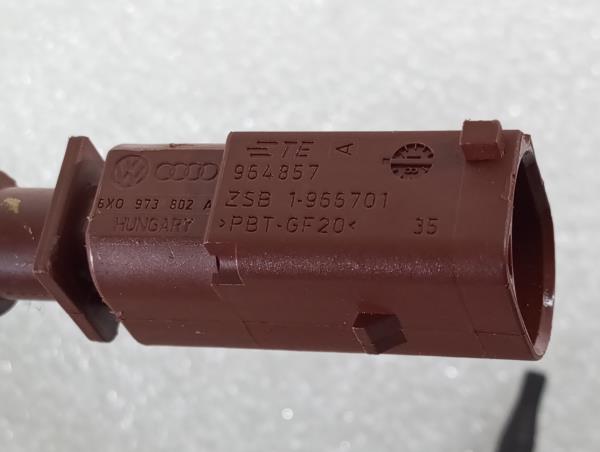 TE A
964857
ZSB 1-966701
>PBT-GF20< 35
6X0 973 802 A
HUNGARY